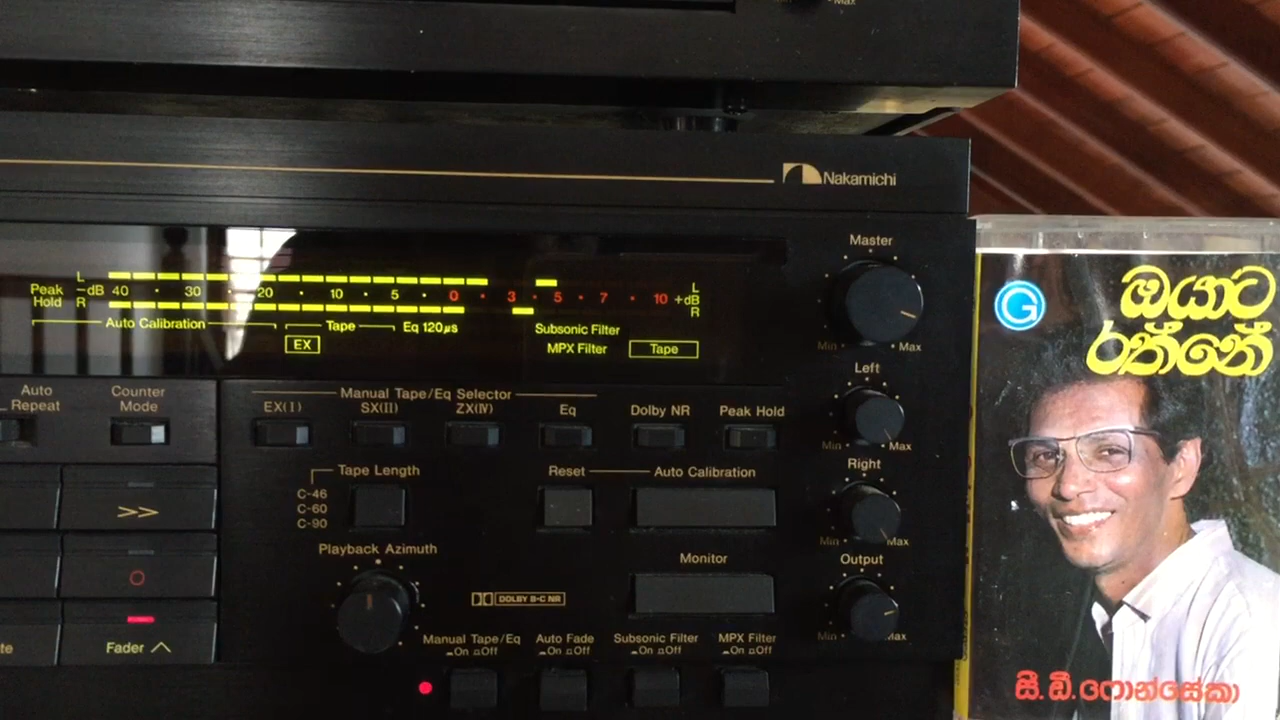 Max
Nakamichi
Master
Min Max
Peak Hold
L
R
dB
40 30 20 10 5 0 3 5 7 10 +dB
L
R
Auto Calibration
Tape
Eq 120µs
EX
Subsonic Filter
MPX Filter
Tape
Left
Min Max
Auto Repeat
Counter Mode
Manual Tape/Eq Selector
EX(I) SX(II) ZX(IV) Eq Dolby NR Peak Hold
Right
Min Max
Tape Length
C-46
C-60
C-90
Reset
Auto Calibration
>>
Playback Azimuth
Monitor
Output
Min Max
DOLBY B-C NR
Fader
Manual Tape/Eq
On Off
Auto Fade
On Off
Subsonic Filter
On Off
MPX Filter
On Off
G
ඔයාට
රත්නේ
සී. ඩී. ෆොන්සේකා